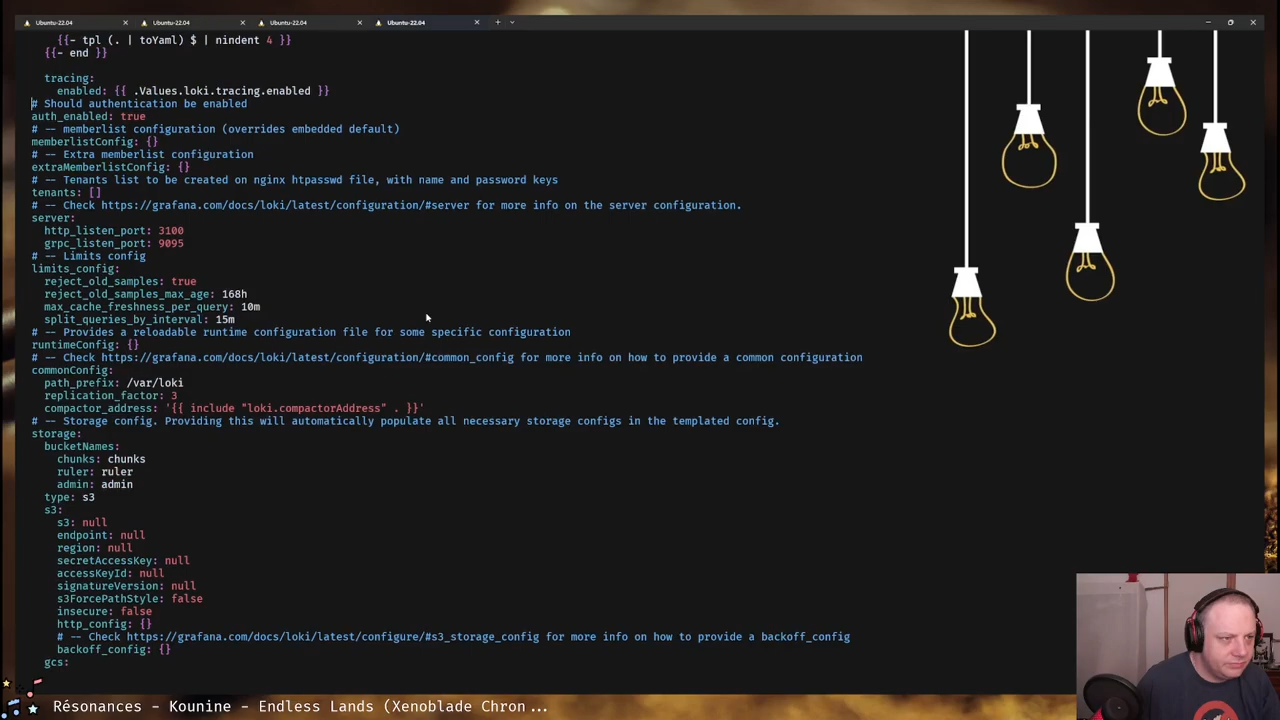 Ubuntu-22.04
Ubuntu-22.04
Ubuntu-22.04
Ubuntu-22.04
{{- tpl (. | toYaml) $ | nindent 4 }}
{{- end }}
tracing:
enabled: {{ .Values.loki.tracing.enabled }}
# Should authentication be enabled
auth_enabled: true
# -- memberlist configuration (overrides embedded default)
memberlistConfig: {}
# -- Extra memberlist configuration
extraMemberlistConfig: {}
# -- Tenants list to be created on nginx htpasswd file, with name and password keys
tenants: []
# -- Check https://grafana.com/docs/loki/latest/configuration/#server for more info on the server configuration.
server:
http_listen_port: 3100
grpc_listen_port: 9095
# -- Limits config
limits_config:
reject_old_samples: true
reject_old_samples_max_age: 168h
max_cache_freshness_per_query: 10m
split_queries_by_interval: 15m
# -- Provides a reloadable runtime configuration file for some specific configuration
runtimeConfig: {}
# -- Check https://grafana.com/docs/loki/latest/configuration/#common_config for more info on how to provide a common configuration
commonConfig:
path_prefix: /var/loki
replication_factor: 3
compactor_address: '{{ include "loki.compactorAddress" . }}'
# -- Storage config. Providing this will automatically populate all necessary storage configs in the templated config.
storage:
bucketNames:
chunks: chunks
ruler: ruler
admin: admin
type: s3
s3:
s3: null
endpoint: null
region: null
secretAccessKey: null
accessKeyId: null
signatureVersion: null
s3ForcePathStyle: false
insecure: false
http_config: {}
# -- Check https://grafana.com/docs/loki/latest/configure/#s3_storage_config for more info on how to provide a backoff_config
backoff_config: {}
gcs:
Résonances - Kounine - Endless Lands (Xenoblade Chron...